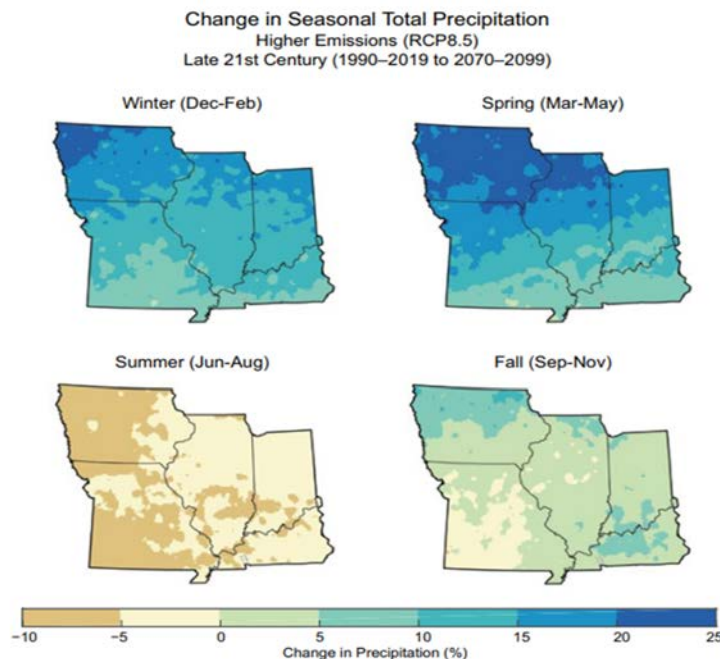 Change in Seasonal Total Precipitation
Higher Emissions (RCP8.5)
Late 21st Century (1990–2019 to 2070–2099)
Winter (Dec-Feb)
Spring (Mar-May)
Summer (Jun-Aug)
Fall (Sep-Nov)
−10 −5 0 5 10 15 20 25
Change in Precipitation (%)